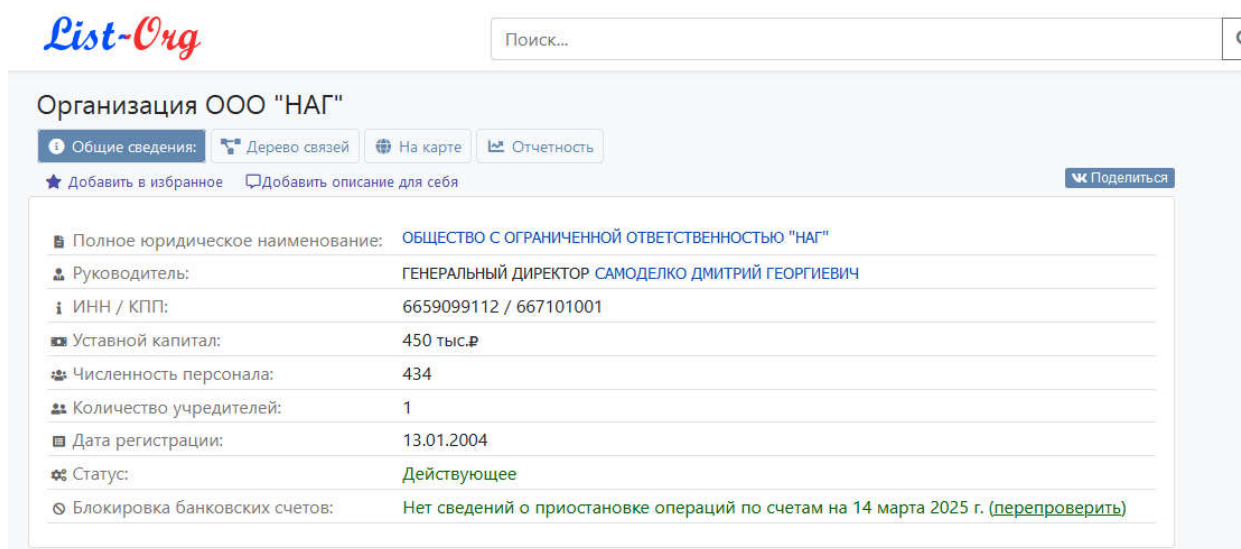 List-Org
Поиск...
Организация ООО "НАГ"
Общие сведения: Дерево связей На карте Отчетность
Добавить в избранное Добавить описание для себя Поделиться
Полное юридическое наименование: ОБЩЕСТВО С ОГРАНИЧЕННОЙ ОТВЕТСТВЕННОСТЬЮ "НАГ"
Руководитель: ГЕНЕРАЛЬНЫЙ ДИРЕКТОР САМОДЕЛКО ДМИТРИЙ ГЕОРГИЕВИЧ
ИНН / КПП: 6659099112 / 667101001
Уставной капитал: 450 тыс.₽
Численность персонала: 434
Количество учредителей: 1
Дата регистрации: 13.01.2004
Статус: Действующее
Блокировка банковских счетов: Нет сведений о приостановке операций по счетам на 14 марта 2025 г. (перепроверить)